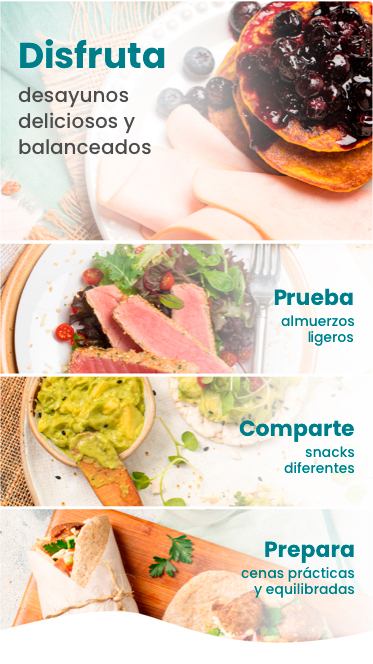 Disfruta
desayunos
deliciosos y
balanceados
Prueba
almuerzos
ligeros
Comparte
snacks
diferentes
Prepara
cenas prácticas
y equilibradas